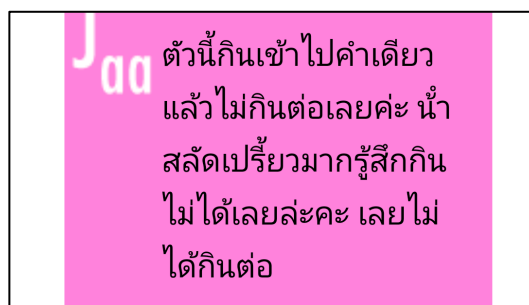 Jaa
ตัวนี้กินเข้าไปคำเดียว
แล้วไม่กินต่อเลยค่ะ น้ำ
สลัดเปรี้ยวมากรู้สึกกิน
ไม่ได้เลยล่ะคะ เลยไม่
ได้กินต่อ